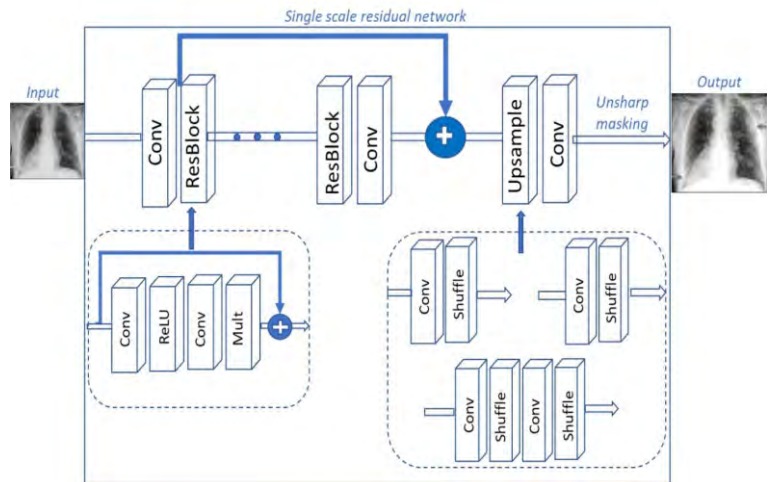 Single scale residual network
Input
Output
Conv
ResBlock
ResBlock
Conv
+
Upsample
Conv
Unsharp
masking
Conv
ReLU
Conv
Mult
+
Conv
Shuffle
Conv
Shuffle
Conv
Shuffle
Conv
Shuffle